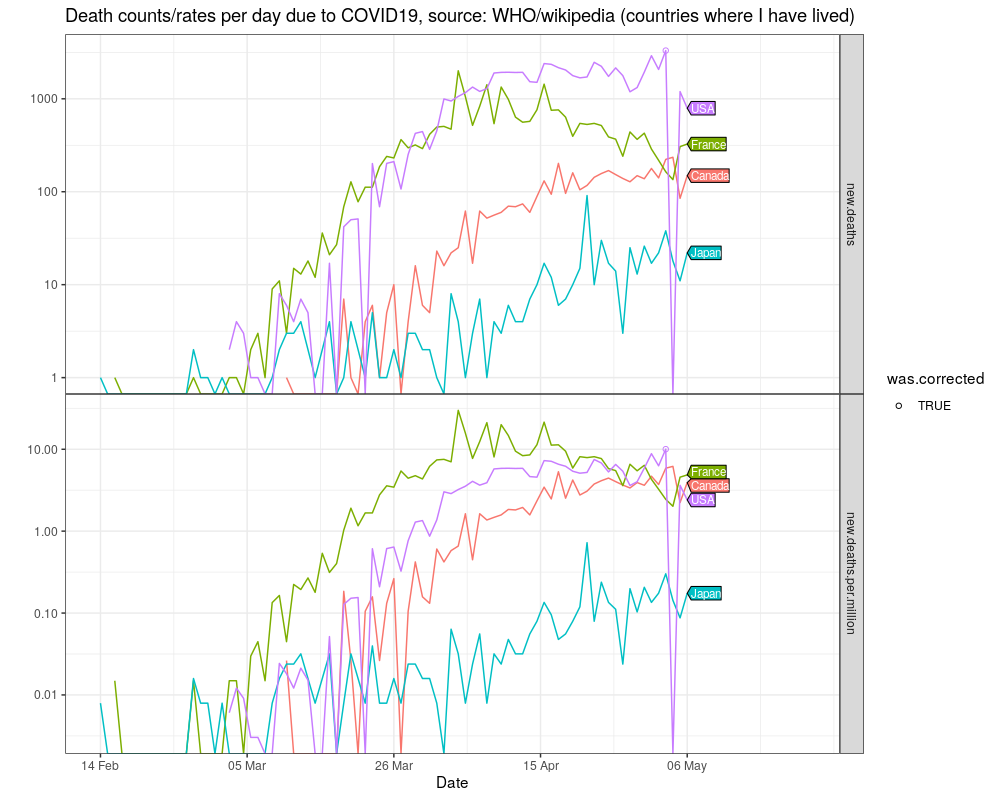 Death counts/rates per day due to COVID19, source: WHO/wikipedia (countries where I have lived)
1000
100
10
1
USA
France
Canada
Japan
new.deaths
10.00
1.00
0.10
0.01
France
Canada
USA
Japan
new.deaths.per.million
14 Feb
05 Mar
26 Mar
15 Apr
06 May
Date
was.corrected
TRUE